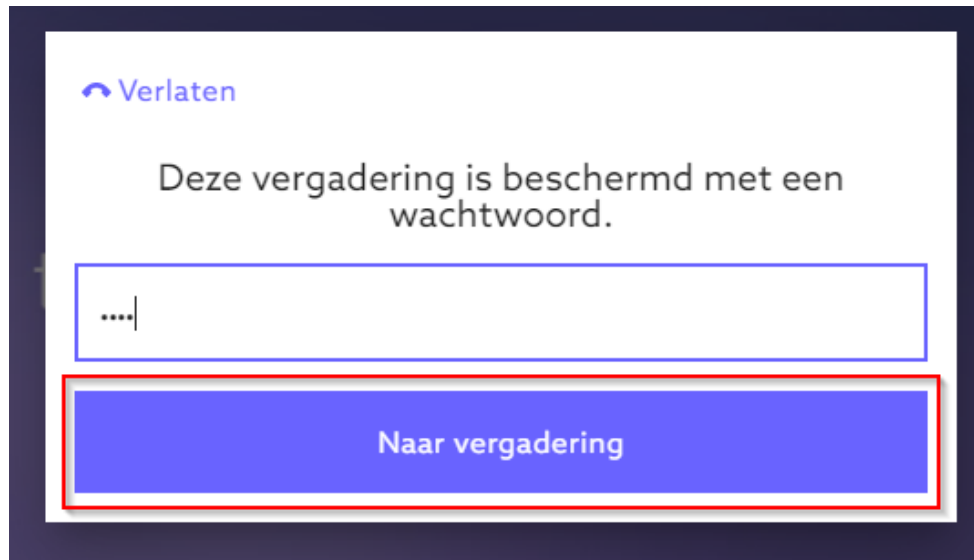 Verlaten
Deze vergadering is beschermd met een
wachtwoord.
••••
Naar vergadering